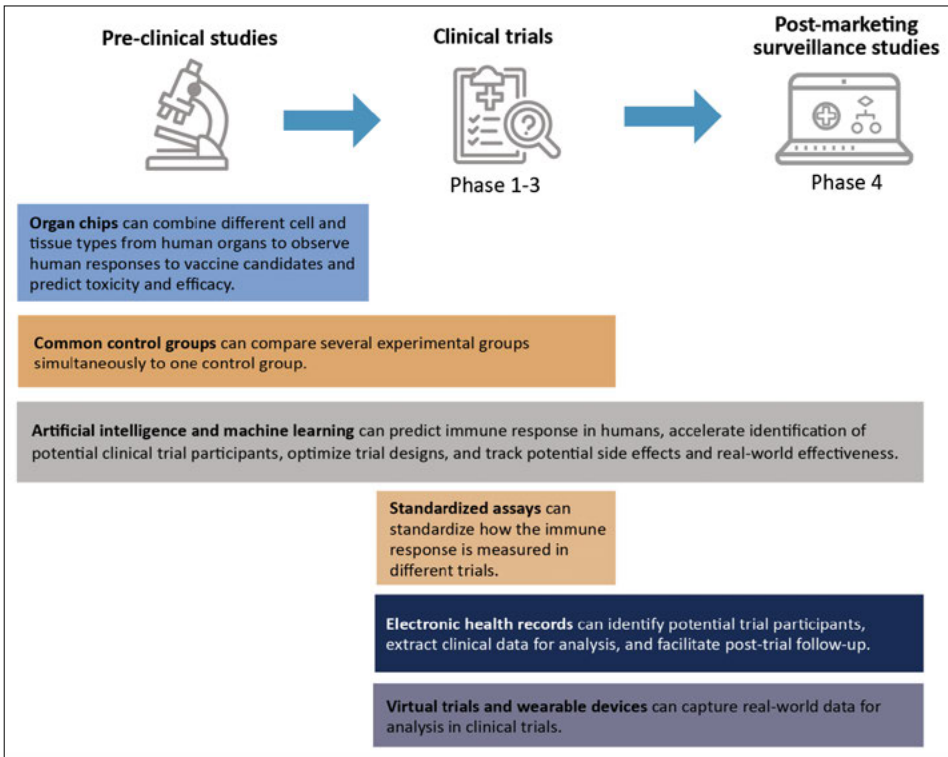 Pre-clinical studies
Clinical trials
Post-marketing
surveillance studies
?
Phase 1-3
Phase 4
Organ chips can combine different cell and
tissue types from human organs to observe
human responses to vaccine candidates and
predict toxicity and efficacy.
Common control groups can compare several experimental groups
simultaneously to one control group.
Artificial intelligence and machine learning can predict immune response in humans, accelerate identification of
potential clinical trial participants, optimize trial designs, and track potential side effects and real-world effectiveness.
Standardized assays can
standardize how the immune
response is measured in
different trials.
Electronic health records can identify potential trial participants,
extract clinical data for analysis, and facilitate post-trial follow-up.
Virtual trials and wearable devices can capture real-world data for
analysis in clinical trials.